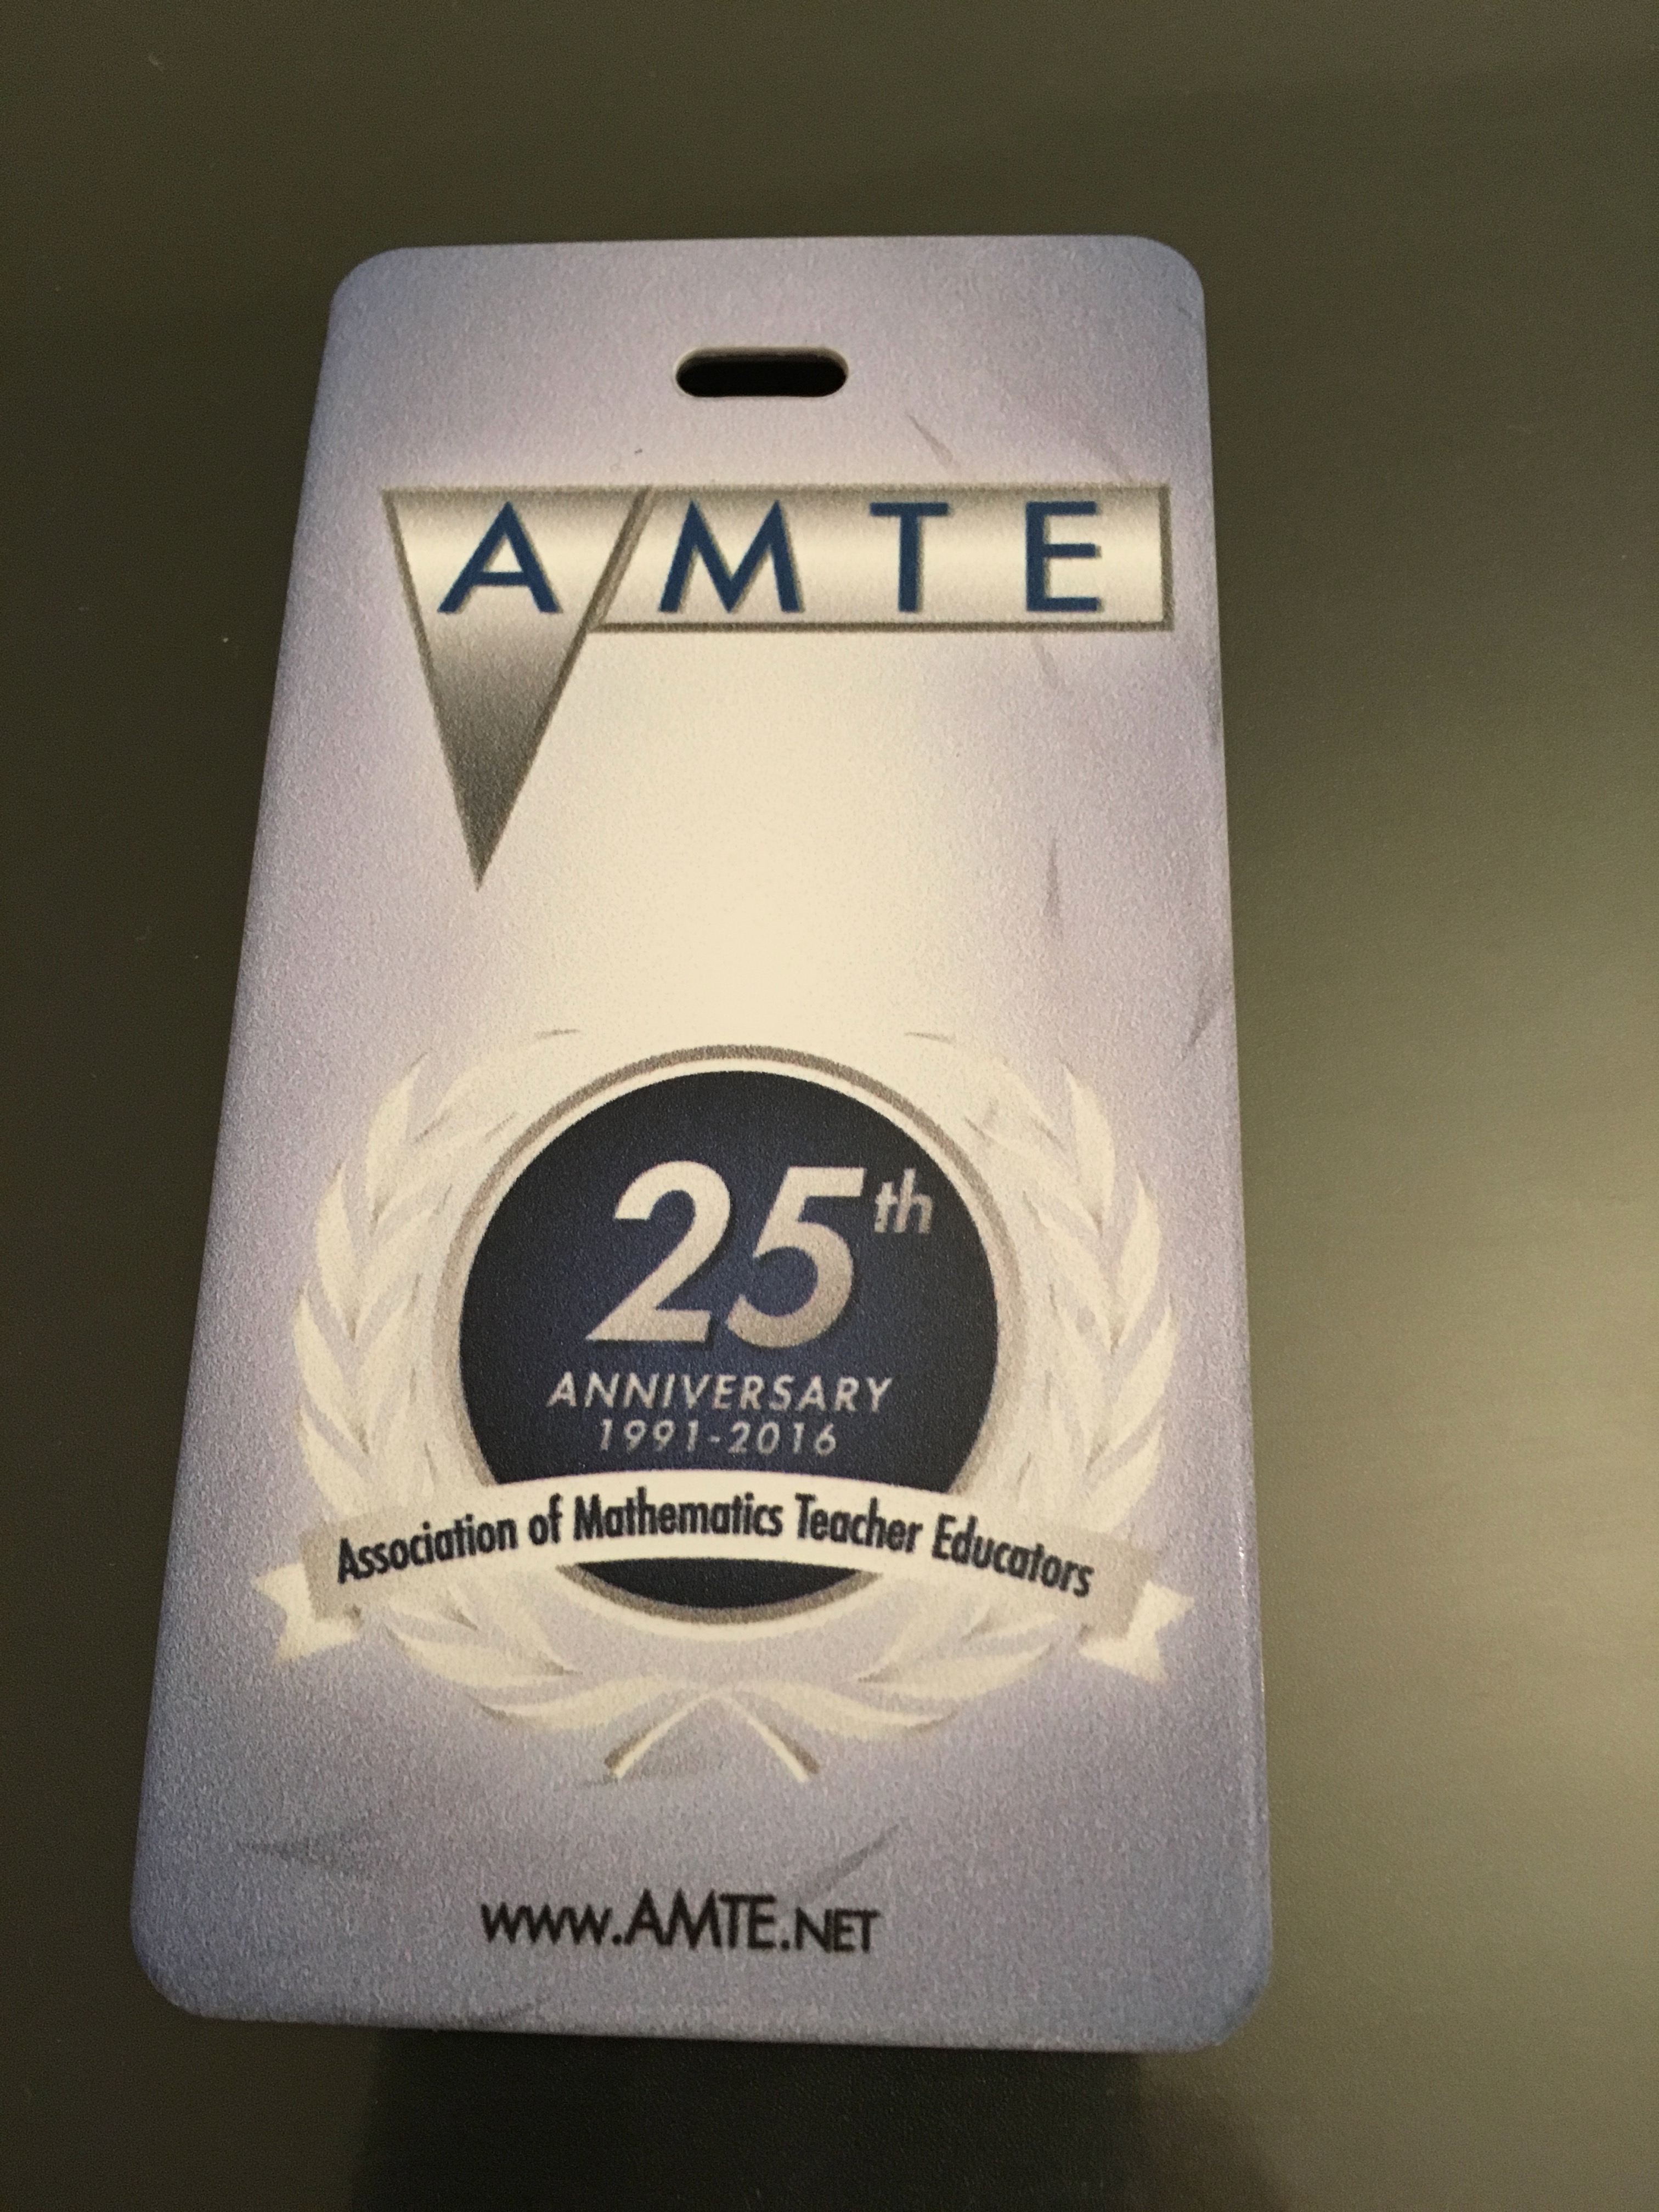 AMTE
25th
ANNIVERSARY
1991-2016
Association of Mathematics Teacher Educators
www.AMTE.NET